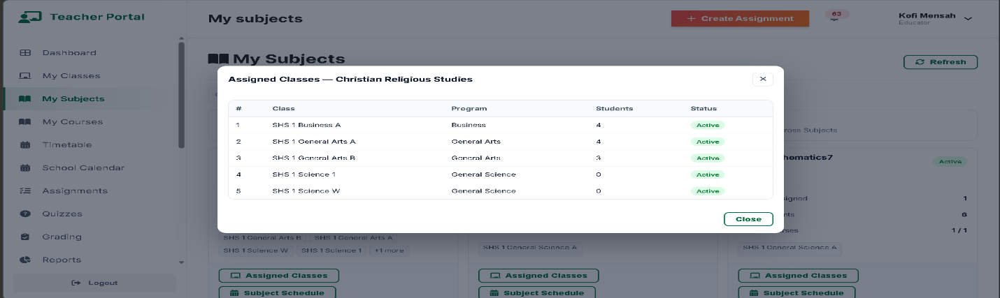 Teacher Portal
My subjects
+ Create Assignment
63
Kofi Mensah
Educator
Dashboard
My Classes
My Subjects
My Courses
Timetable
School Calendar
Assignments
Quizzes
Grading
Reports
Logout
My Subjects
Refresh
Assigned Classes — Christian Religious Studies
# Class Program Students Status
1 SHS 1 Business A Business 4 Active
2 SHS 1 General Arts A General Arts 4 Active
3 SHS 1 General Arts B General Arts 3 Active
4 SHS 1 Science 1 General Science 0 Active
5 SHS 1 Science W General Science 0 Active
Close
ross Subjects
hematics7
Active
signed 1
nts 6
rses 1 / 1
SHS 1 General Arts B SHS 1 General Arts A
SHS 1 Science W SHS 1 Science 1 +1 more
SHS 1 General Science A
SHS 1 General Science A
Assigned Classes
Subject Schedule
Assigned Classes
Subject Schedule
Assigned Classes
Subject Schedule